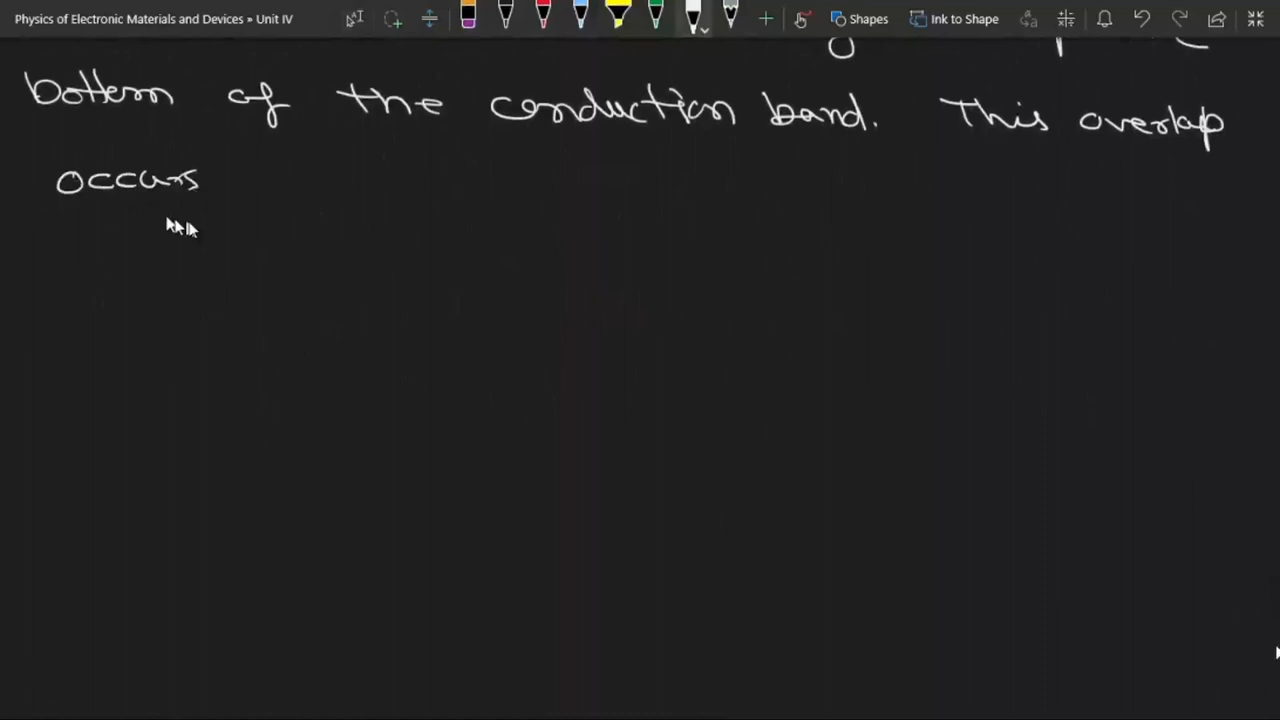 Physics of Electronic Materials and Devices » Unit IV
Shapes
Ink to Shape
bottom of the conduction band. This overlap
occurs